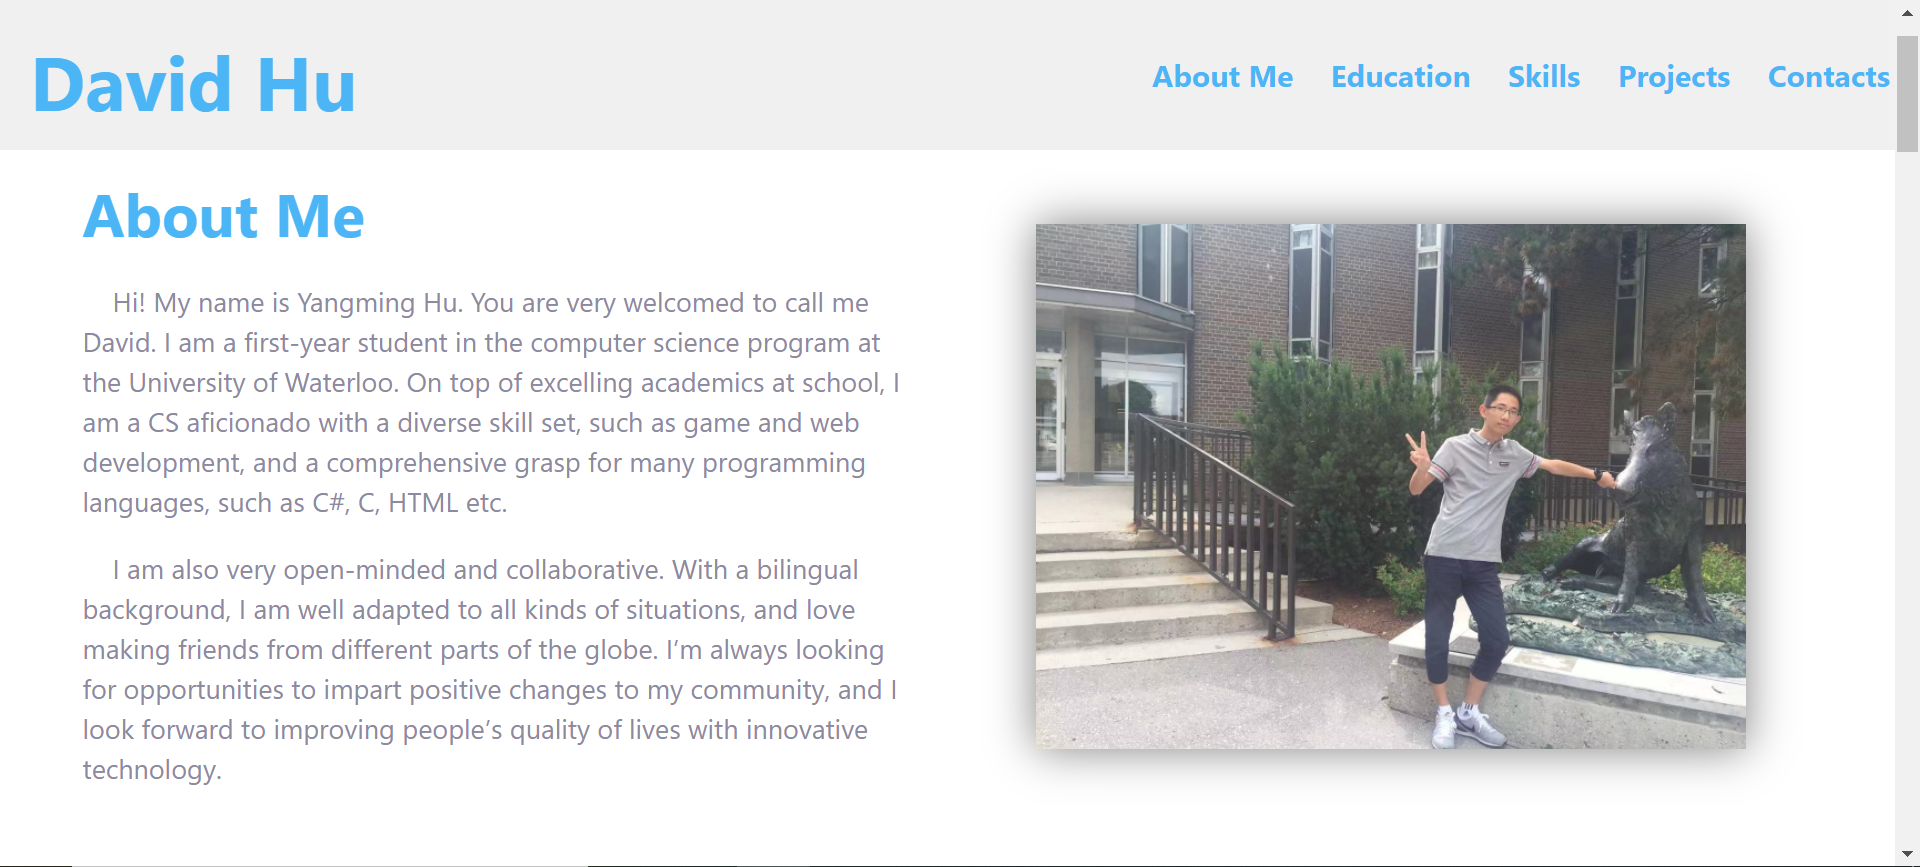 David Hu
About Me
Education
Skills
Projects
Contacts
About Me
Hi! My name is Yangming Hu. You are very welcomed to call me
David. I am a first-year student in the computer science program at
the University of Waterloo. On top of excelling academics at school, I
am a CS aficionado with a diverse skill set, such as game and web
development, and a comprehensive grasp for many programming
languages, such as C#, C, HTML etc.
I am also very open-minded and collaborative. With a bilingual
background, I am well adapted to all kinds of situations, and love
making friends from different parts of the globe. I’m always looking
for opportunities to impart positive changes to my community, and I
look forward to improving people’s quality of lives with innovative
technology.